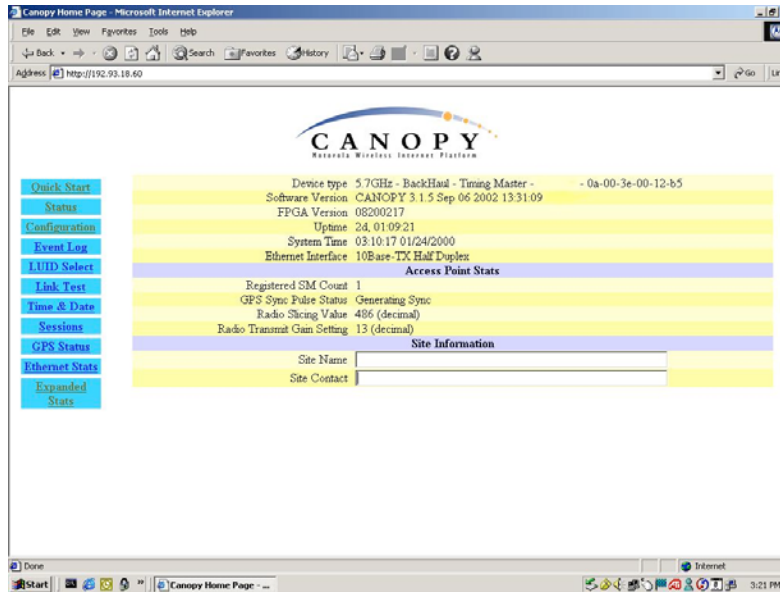 Canopy Home Page - Microsoft Internet Explorer
File Edit View Favorites Tools Help
Back Search Favorites History
Address http://192.93.18.60 Go
CANOPY
Motorola Wireless Internet Platform
Quick Start
Status
Configuration
Event Log
LUID Select
Link Test
Time & Date
Sessions
GPS Status
Ethernet Stats
Expanded
Stats
Device type 5.7GHz - BackHaul - Timing Master - - 0a-00-3e-00-12-b5
Software Version CANOPY 3.1.5 Sep 06 2002 13:31:09
FPGA Version 08200217
Uptime 2d, 01:09:21
System Time 03:10:17 01/24/2000
Ethernet Interface 10Base-TX Half Duplex
Access Point Stats
Registered SM Count 1
GPS Sync Pulse Status Generating Sync
Radio Slicing Value 486 (decimal)
Radio Transmit Gain Setting 13 (decimal)
Site Information
Site Name
Site Contact
Done Internet
Start Canopy Home Page - ... 3:21 PM